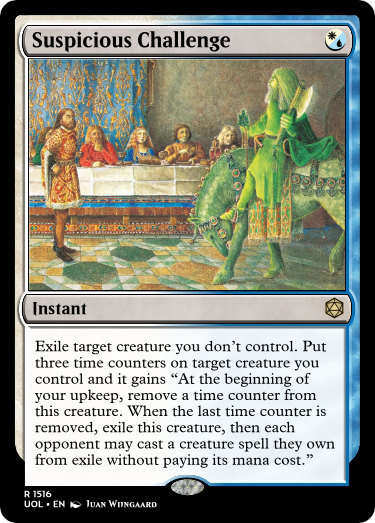 Suspicious Challenge
Instant
Exile target creature you don’t control. Put
three time counters on target creature you
control and it gains “At the beginning of
your upkeep, remove a time counter from
this creature. When the last time counter is
removed, exile this creature, then each
opponent may cast a creature spell they own
from exile without paying its mana cost.”
R 1516
UOL • EN Juan Wijngaard